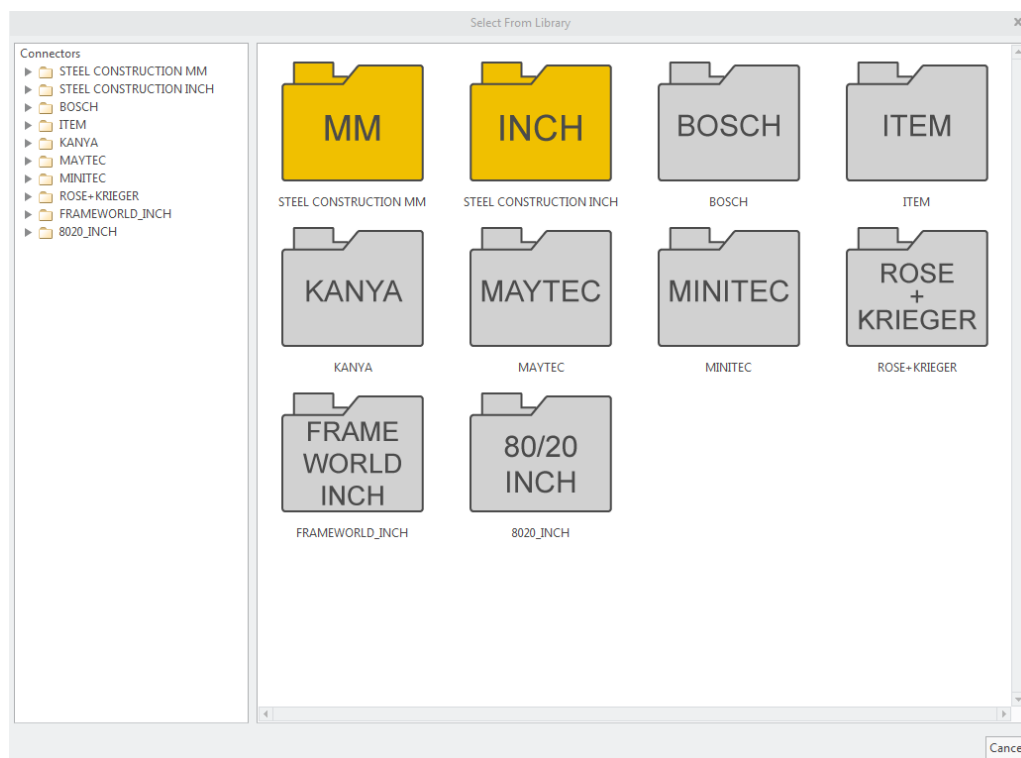 Select From Library
Connectors
STEEL CONSTRUCTION MM
STEEL CONSTRUCTION INCH
BOSCH
ITEM
KANYA
MAYTEC
MINITEC
ROSE+KRIEGER
FRAMEWORLD_INCH
8020_INCH
MM
INCH
BOSCH
ITEM
STEEL CONSTRUCTION MM
STEEL CONSTRUCTION INCH
BOSCH
ITEM
KANYA
MAYTEC
MINITEC
ROSE
+
KRIEGER
KANYA
MAYTEC
MINITEC
ROSE+KRIEGER
FRAME
WORLD
INCH
80/20
INCH
FRAMEWORLD_INCH
8020_INCH
Cance